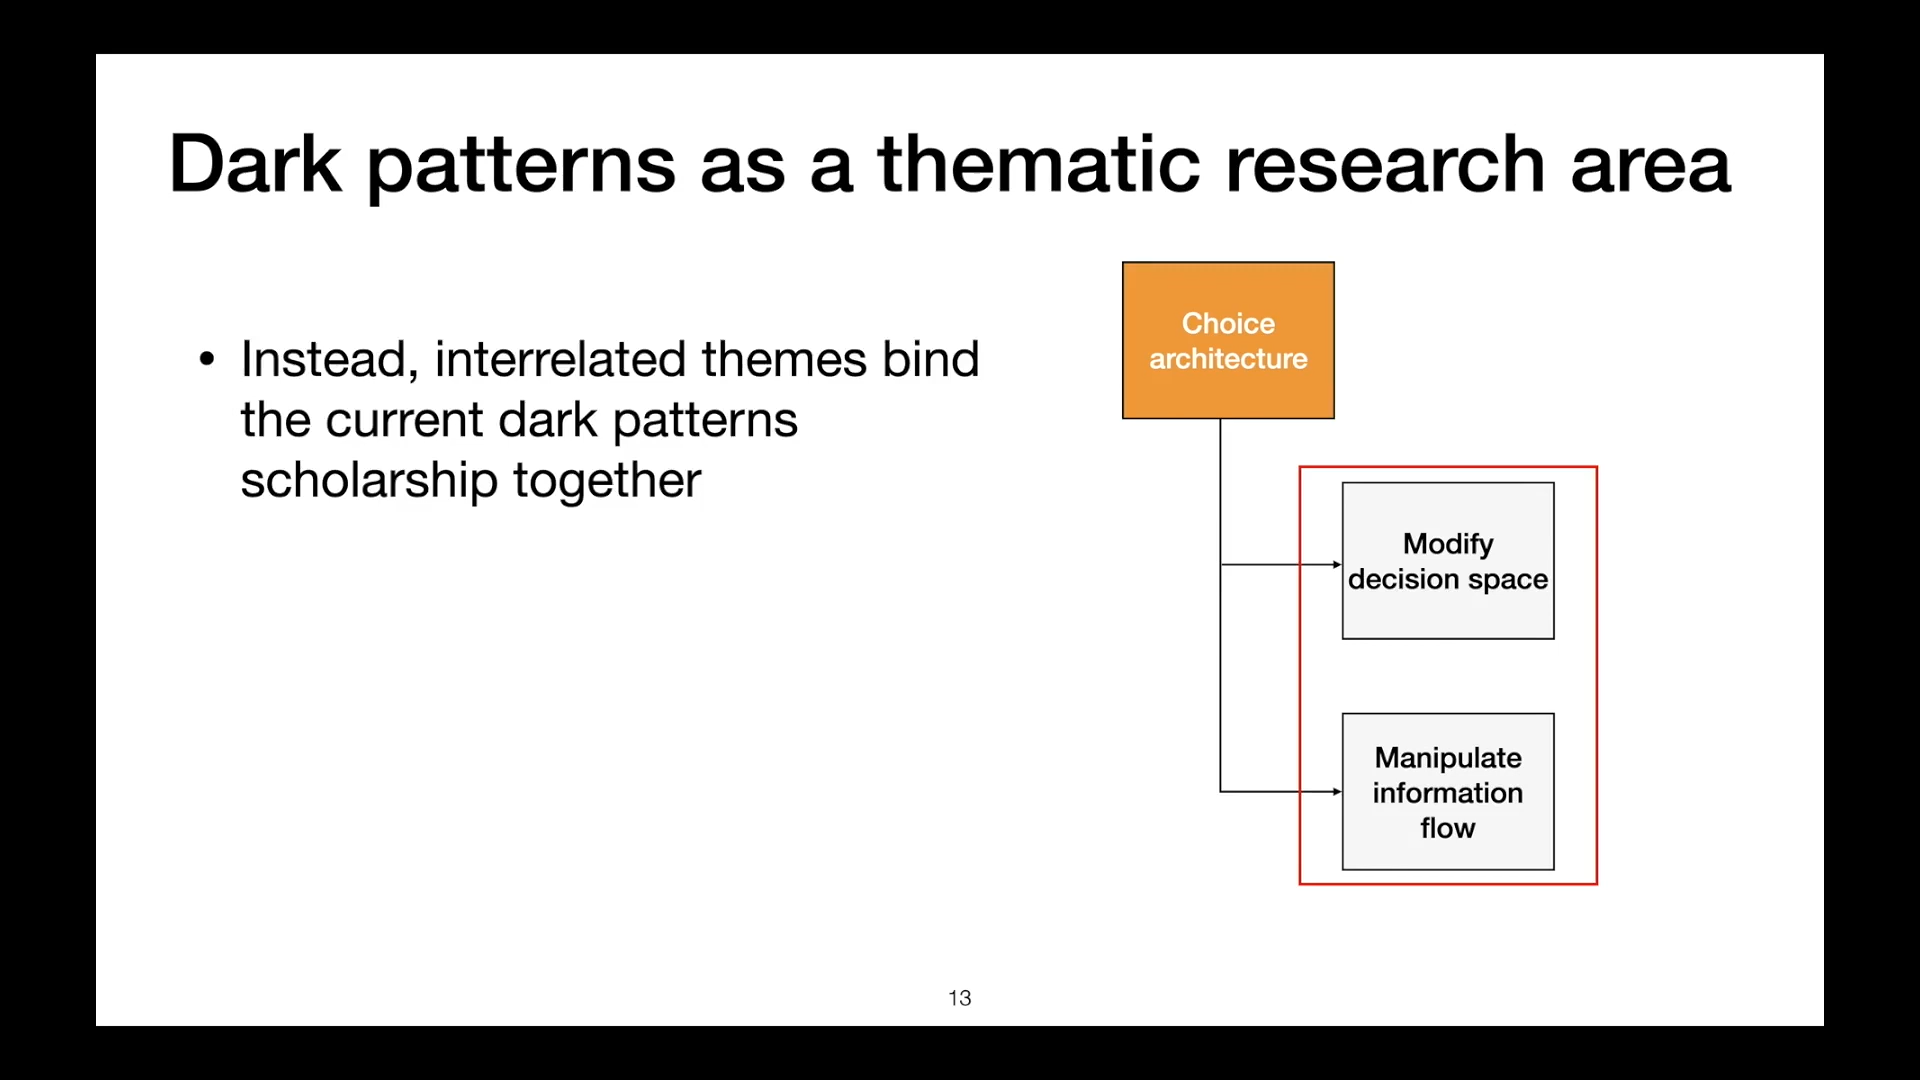 Dark patterns as a thematic research area
• Instead, interrelated themes bind
the current dark patterns
scholarship together
Choice
architecture
Modify
decision space
Manipulate
information
flow
13